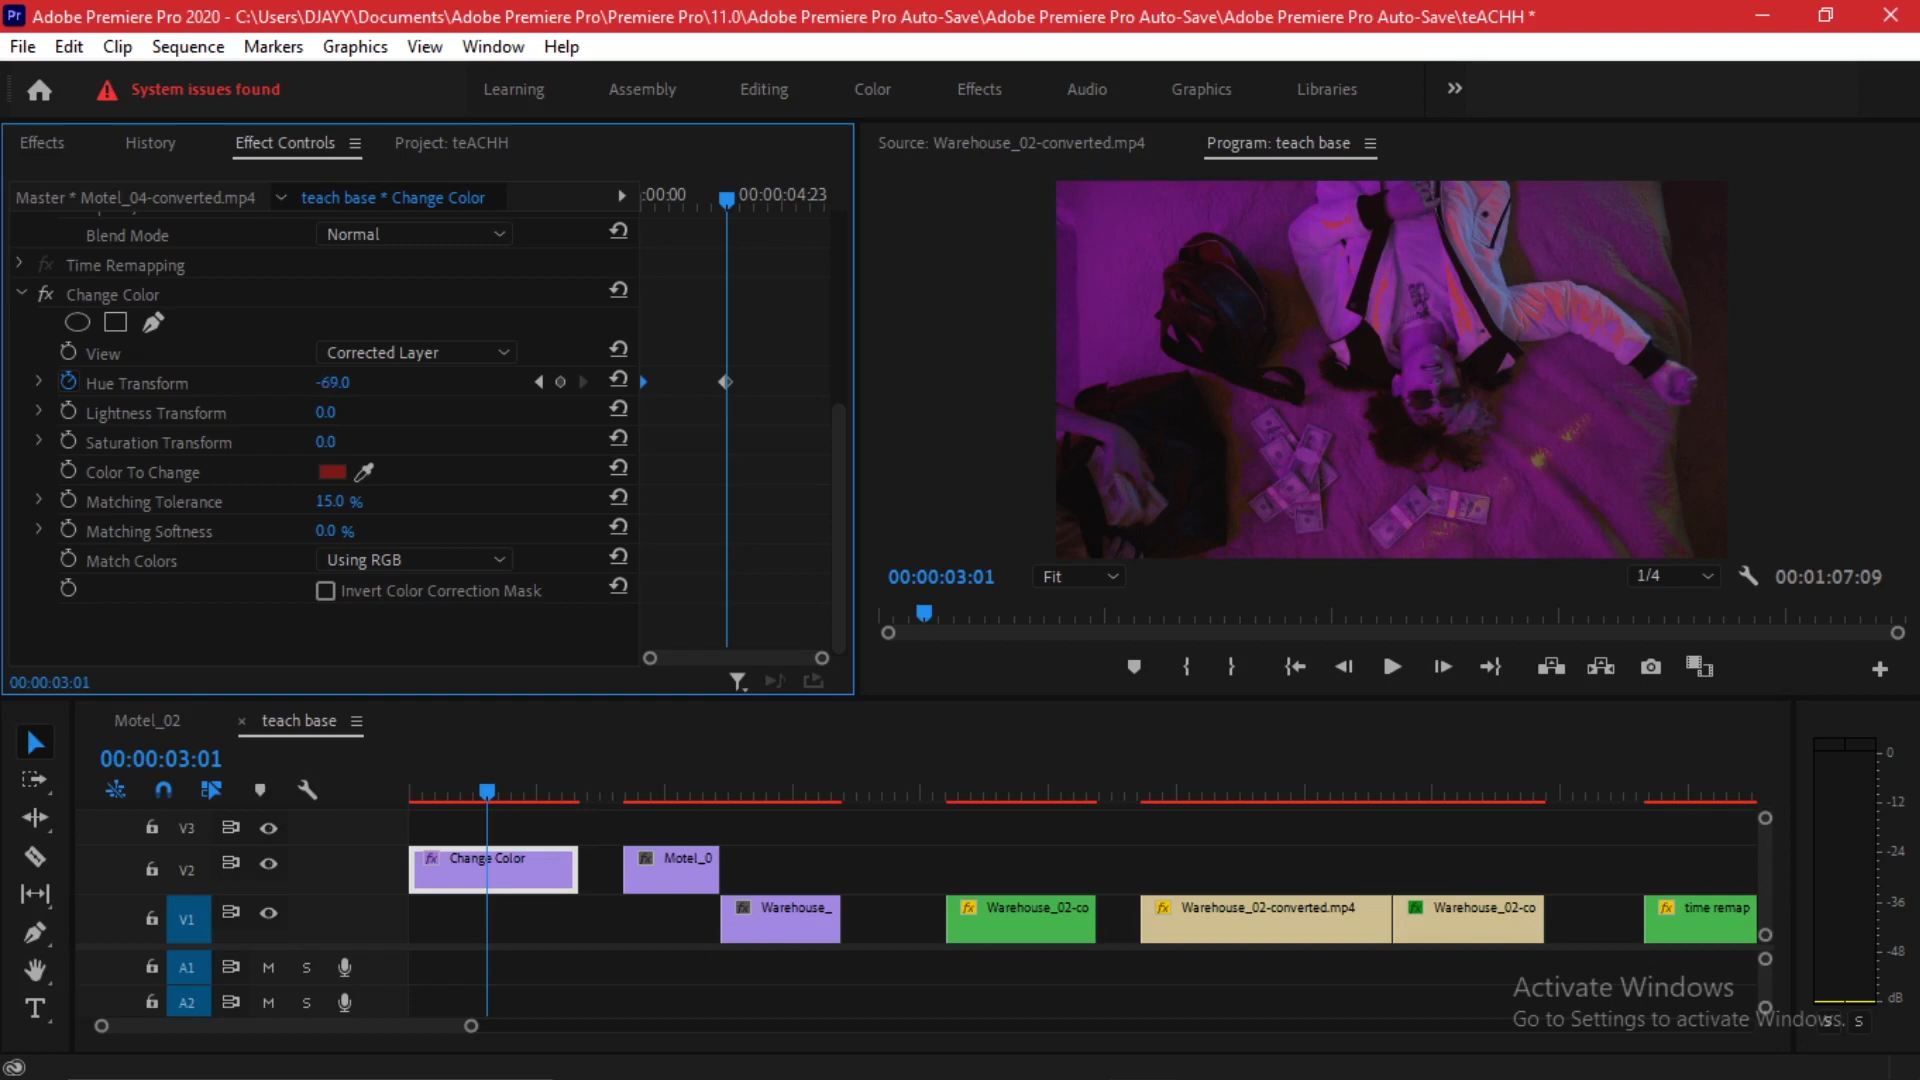 Adobe Premiere Pro 2020 - C:\Users\DJAYY\Documents\Adobe Premiere Pro\Premiere Pro\11.0\Adobe Premiere Pro Auto-Save\Adobe Premiere Pro Auto-Save\Adobe Premiere Pro Auto-Save\teACHH *
File Edit Clip Sequence Markers Graphics View Window Help
System issues found
Learning Assembly Editing Color Effects Audio Graphics Libraries
Effects History Effect Controls Project: teACHH
Source: Warehouse_02-converted.mp4 Program: teach base
Master * Motel_04-converted.mp4 teach base * Change Color
:00:00 00:00:04:23
Blend Mode Normal
fx Time Remapping
fx Change Color
View Corrected Layer
Hue Transform -69.0
Lightness Transform 0.0
Saturation Transform 0.0
Color To Change
Matching Tolerance 15.0 %
Matching Softness 0.0 %
Match Colors Using RGB
Invert Color Correction Mask
00:00:03:01
00:00:03:01 Fit 1/4 00:01:07:09
Motel_02 × teach base
00:00:03:01
V3
V2 fx Change Color fx Motel_0
V1 fx Warehouse_ fx Warehouse_02-co fx Warehouse_02-converted.mp4 fx Warehouse_02-co fx time remap
A1 M S
A2 M S
0
-12
-24
-36
-48
dB
S S
Activate Windows
Go to Settings to activate Windows.